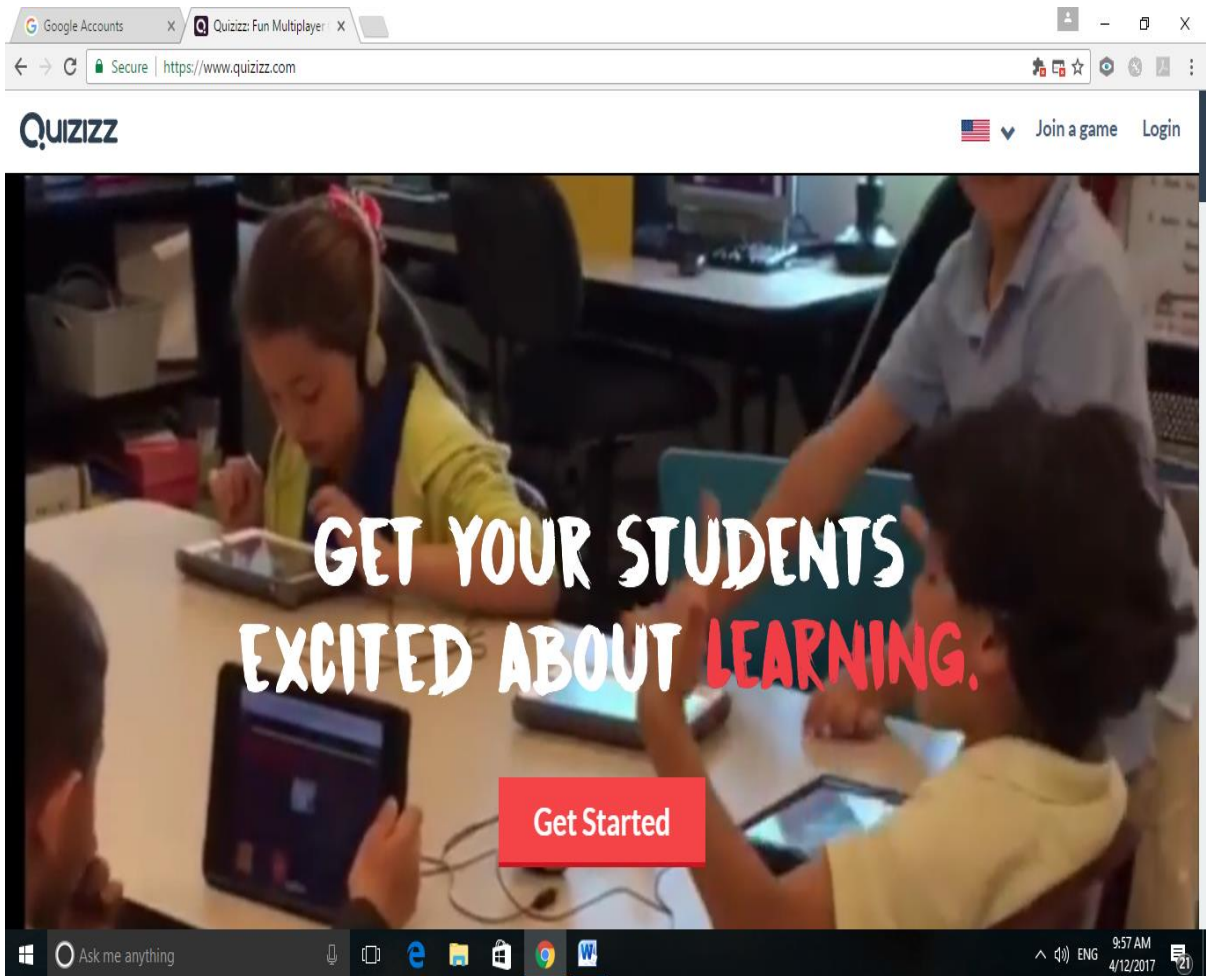 Google Accounts
Quizizz: Fun Multiplayer
Secure | https://www.quizizz.com
Quizizz
Join a game Login
GET YOUR STUDENTS
EXCITED ABOUT LEARNING.
Get Started
Ask me anything
ENG
9:57 AM
4/12/2017
21